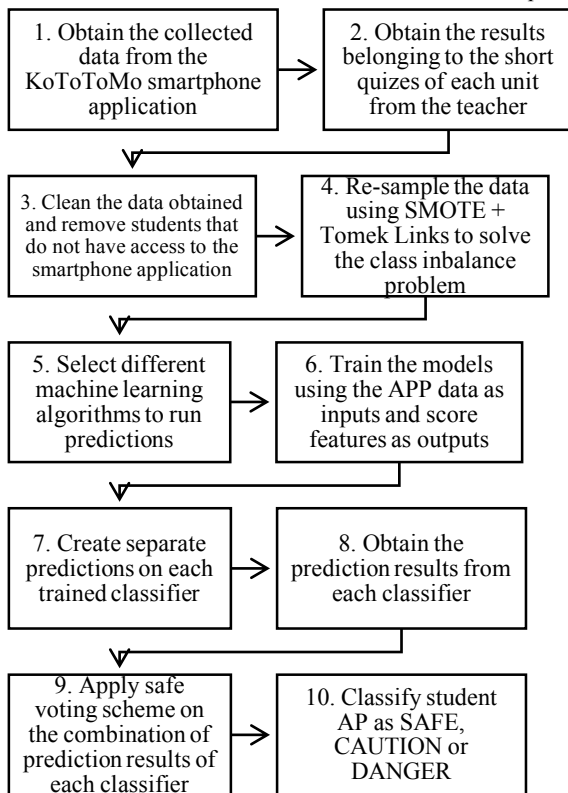 1. Obtain the collected
data from the
KoToToMo smartphone
application
2. Obtain the results
belonging to the short
quizes of each unit
from the teacher
3. Clean the data obtained
and remove students that
do not have access to the
smartphone application
4. Re-sample the data
using SMOTE +
Tomek Links to solve
the class inbalance
problem
5. Select different
machine learning
algorithms to run
predictions
6. Train the models
using the APP data as
inputs and score
features as outputs
7. Create separate
predictions on each
trained classifier
8. Obtain the
prediction results from
each classifier
9. Apply safe
voting scheme on
the combination of
prediction results of
each classifier
10. Classify student
AP as SAFE,
CAUTION or
DANGER